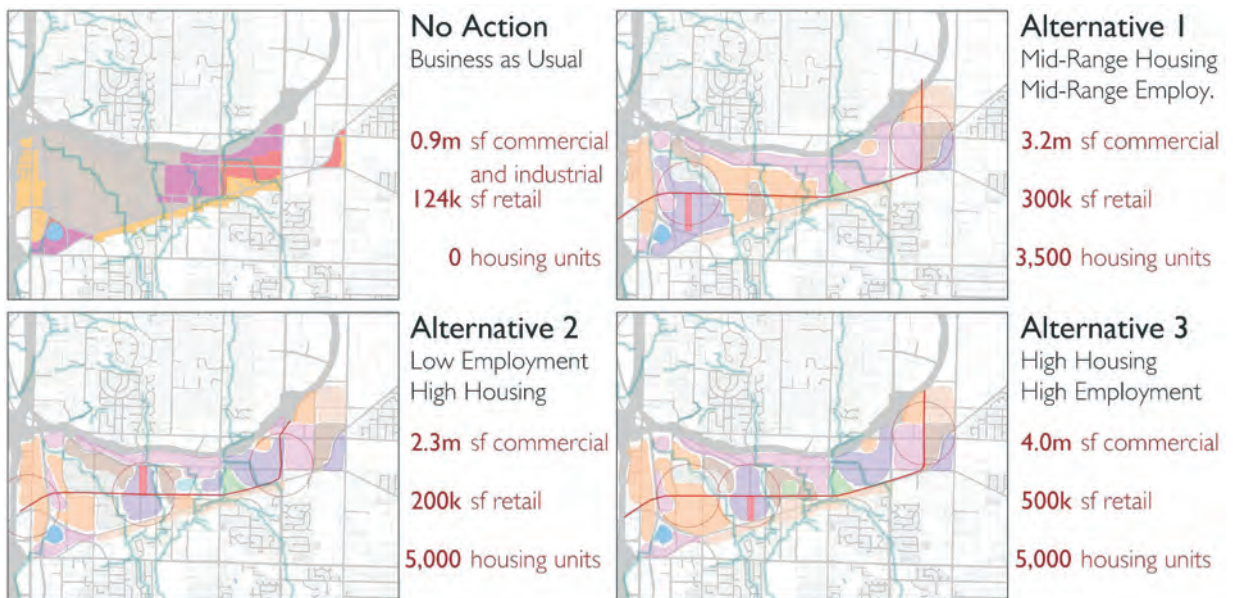 No Action
Business as Usual
0.9m sf commercial
and industrial
124k sf retail
0 housing units
Alternative 1
Mid-Range Housing
Mid-Range Employ.
3.2m sf commercial
300k sf retail
3,500 housing units
Alternative 2
Low Employment
High Housing
2.3m sf commercial
200k sf retail
5,000 housing units
Alternative 3
High Housing
High Employment
4.0m sf commercial
500k sf retail
5,000 housing units